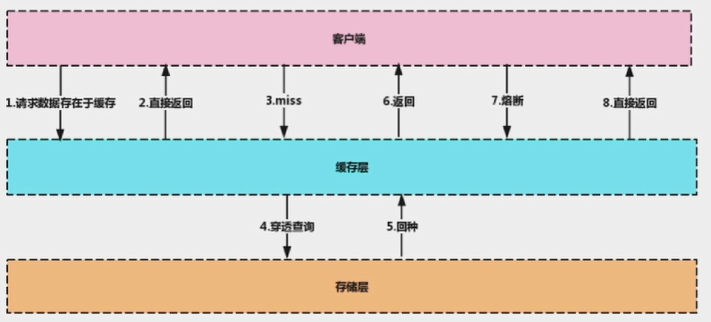 客户端
1.请求数据存在于缓存
2.直接返回
3.miss
6.返回
7.熔断
8.直接返回
缓存层
4.穿透查询
5.回种
存储层